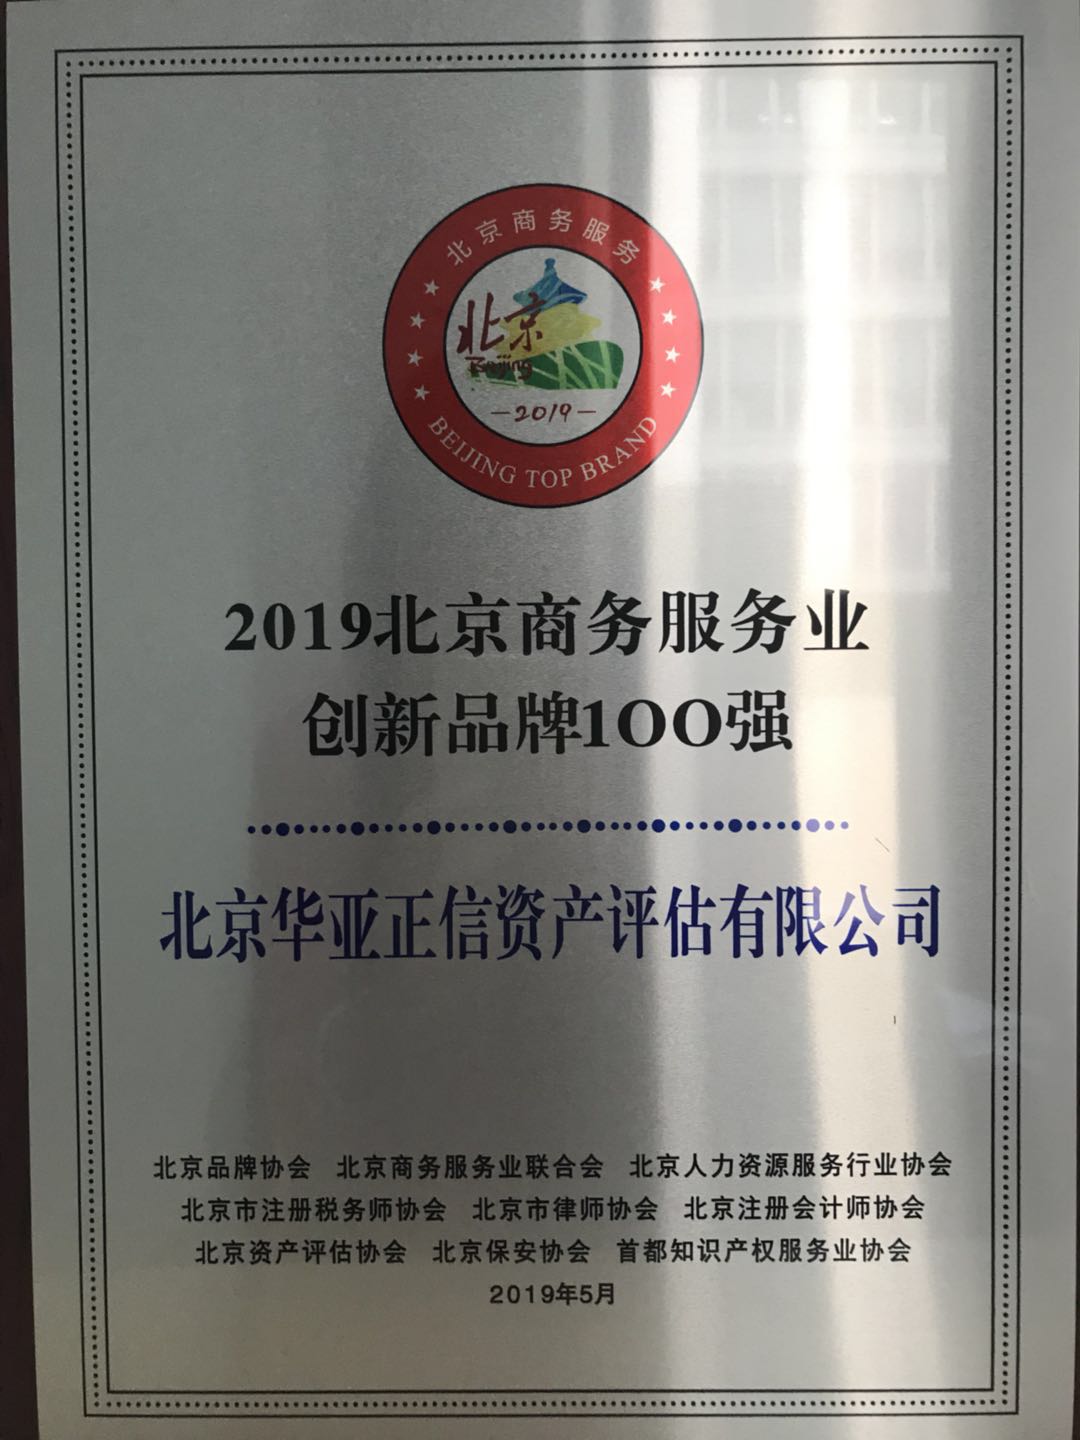 北京商务服务
北京
Beijing
—2019—
BEIJING TOP BRAND
2019北京商务服务业
创新品牌100强
北京华亚正信资产评估有限公司
北京品牌协会 北京商务服务业联合会 北京人力资源服务行业协会
北京市注册税务师协会 北京市律师协会 北京注册会计师协会
北京资产评估协会 北京保安协会 首都知识产权服务业协会
2019年5月